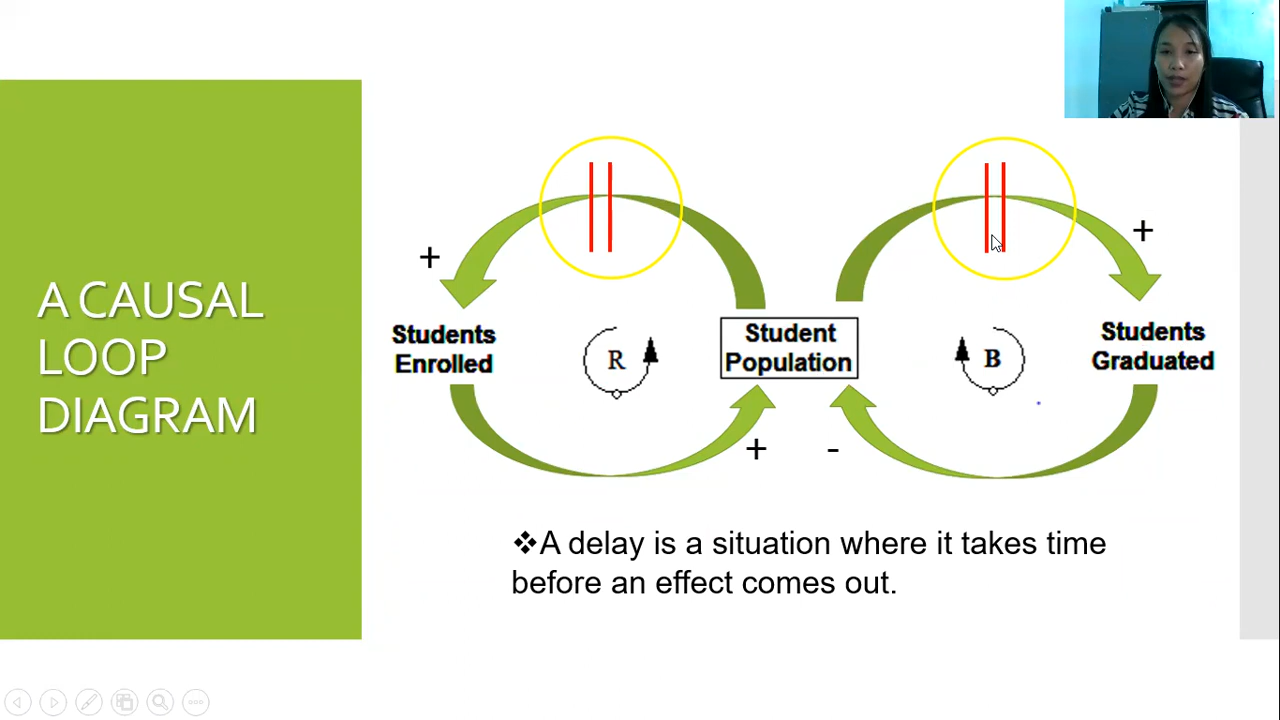 A CAUSAL
LOOP
DIAGRAM
+
+
Students
Enrolled
R
Student
Population
B
Students
Graduated
+
-
❖A delay is a situation where it takes time
before an effect comes out.